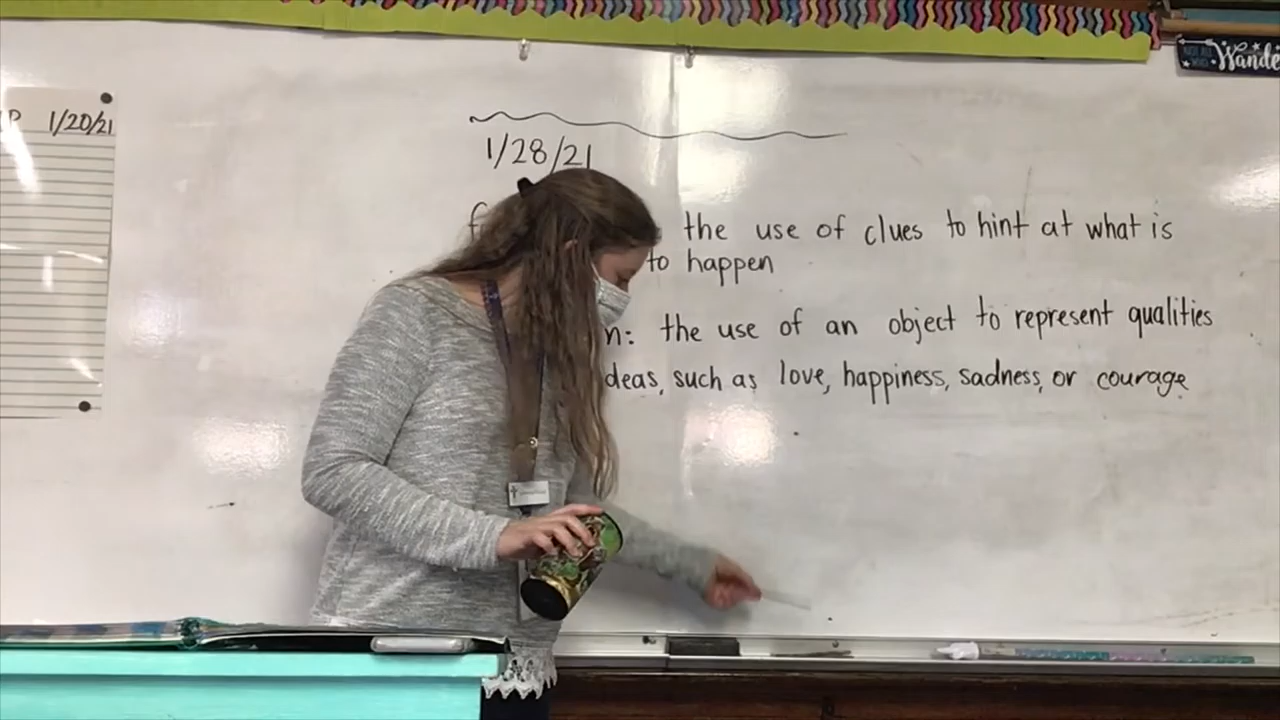 1/20/21
Wande
1/28/21
the use of clues to hint at what is
to happen
n: the use of an object to represent qualities
deas, such as love, happiness, sadness, or courage